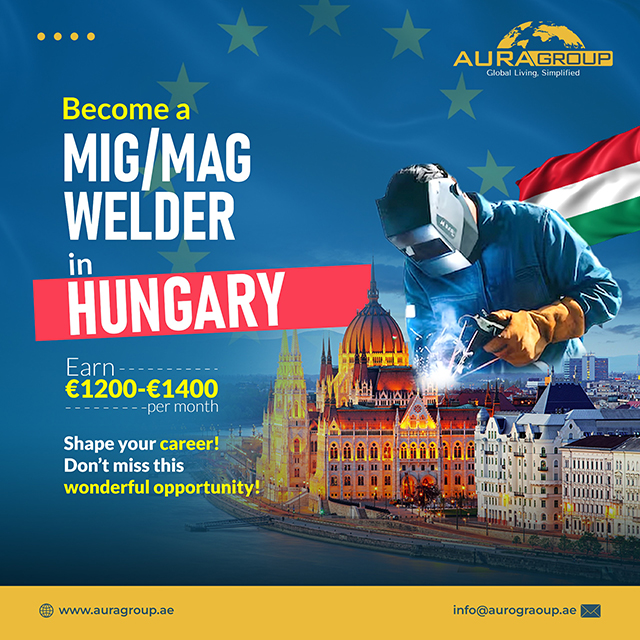 AURAGROUP
Global Living, Simplified
Become a
MIG/MAG
WELDER
in
HUNGARY
Earn
€1200-€1400
per month
Shape your career!
Don't miss this
wonderful opportunity!
www.auragroup.ae
info@aurograoup.ae